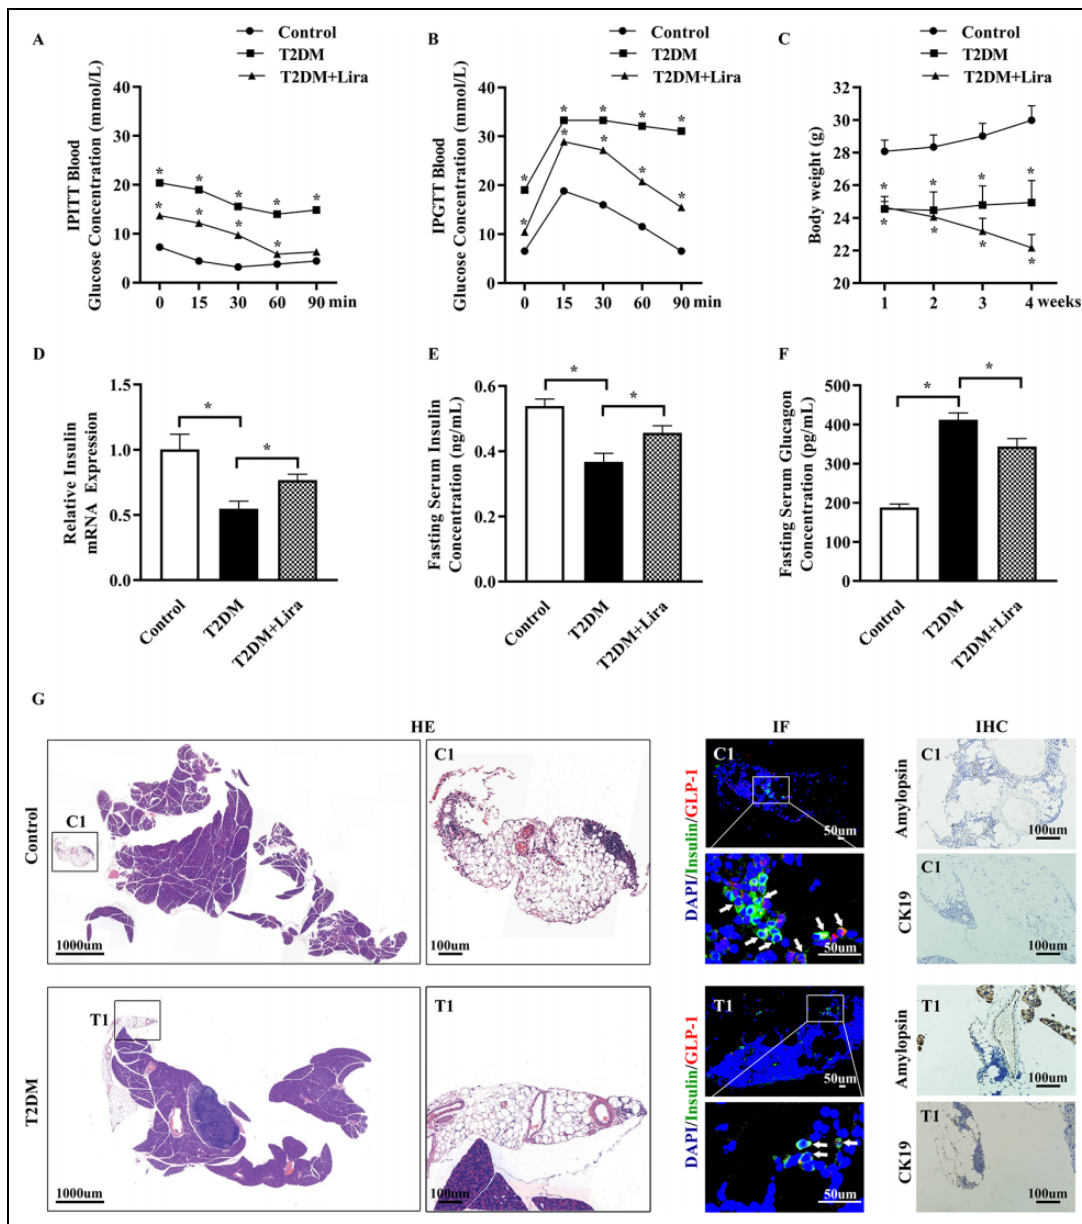 A
Control
T2DM
T2DM+Lira
IPITT Blood
Glucose Concentration (mmol/L)
40
30
20
10
0
0 15 30 60 90 min
* * * * *
* * * *
B
Control
T2DM
T2DM+Lira
IPGTT Blood
Glucose Concentration (mmol/L)
40
30
20
10
0
0 15 30 60 90 min
* * * * *
* * * * *
C
Control
T2DM
T2DM+Lira
Body weight (g)
32
30
28
26
24
22
20
1 2 3 4 weeks
* * * *
* * * *
D
Relative Insulin
mRNA Expression
1.5
1.0
0.5
0.0
*
*
Control
T2DM
T2DM+Lira
E
Fasting Serum Insulin
Concentration (ng/mL)
0.6
0.4
0.2
0.0
*
*
Control
T2DM
T2DM+Lira
F
Fasting Serum Glucagon
Concentration (pg/mL)
500
400
300
200
100
0
*
*
Control
T2DM
T2DM+Lira
G
HE
IF
IHC
Control
C1
1000um
C1
100um
DAPI/Insulin/GLP-1
C1
50um
50um
Amylopsin
C1
100um
CK19
C1
100um
T2DM
T1
1000um
100um
DAPI/Insulin/GLP-1
T1
50um
50um
Amylopsin
T1
100um
CK19
T1
100um